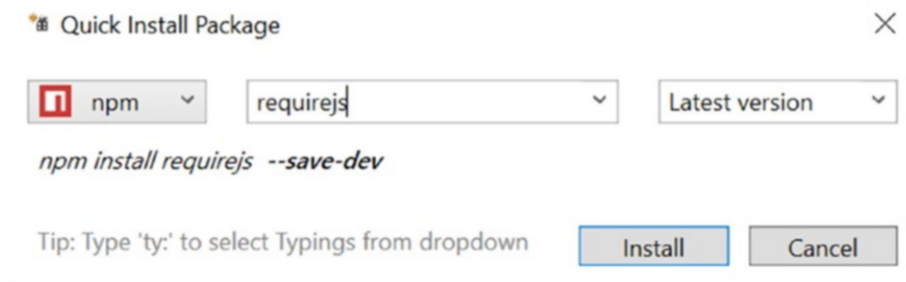 Quick Install Package
npm requirejs Latest version
npm install requirejs --save-dev
Tip: Type 'ty:' to select Typings from dropdown Install Cancel